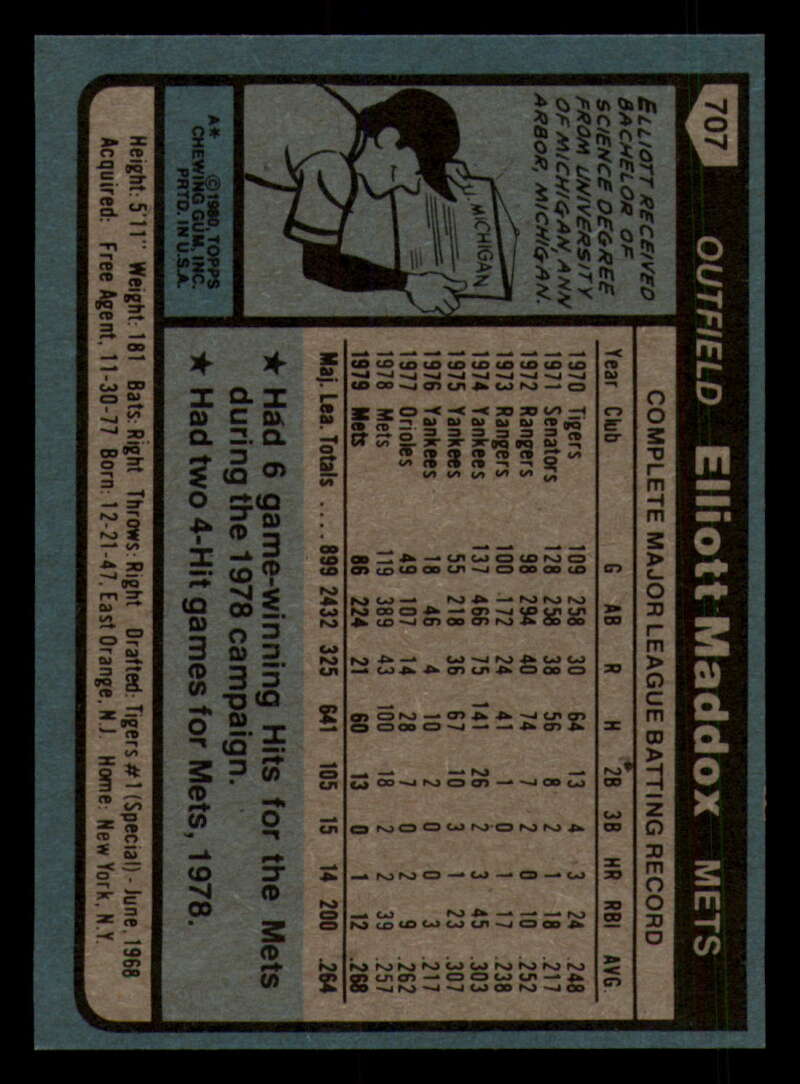 707
OUTFIELD Elliott Maddox METS
ELLIOTT RECEIVED
BACHELOR OF
SCIENCE DEGREE
FROM UNIVERSITY
OF MICHIGAN, ANN
ARBOR, MICHIGAN.
U. MICHIGAN
A* ©1980 TOPPS
CHEWING GUM, INC.
PRTD. IN U.S.A.
COMPLETE MAJOR LEAGUE BATTING RECORD
Year Club G AB R H 2B 3B HR RBI AVG.
1970 Tigers 109 258 30 64 13 4 3 24 .248
1971 Senators 128 258 38 56 8 2 1 18 .217
1972 Rangers 98 294 40 74 7 2 0 10 .252
1973 Rangers 100 172 24 41 1 0 1 17 .238
1974 Yankees 137 466 75 141 26 2 3 45 .303
1975 Yankees 55 218 36 67 10 3 1 23 .307
1976 Yankees 18 46 4 10 2 0 0 3 .217
1977 Orioles 49 107 14 28 7 0 2 9 .262
1978 Mets 119 389 43 100 18 2 2 39 .257
1979 Mets 86 224 21 60 13 0 1 12 .268
Maj. Lea. Totals .... 899 2432 325 641 105 15 14 200 .264
★ Had 6 game-winning Hits for the Mets
during the 1978 campaign.
★ Had two 4-Hit games for Mets, 1978.
Height: 5'11" Weight: 181 Bats: Right Throws: Right Drafted: Tigers #1 (Special) - June, 1968
Acquired: Free Agent, 11-30-77 Born: 12-21-47, East Orange, N.J. Home: New York, N.Y.